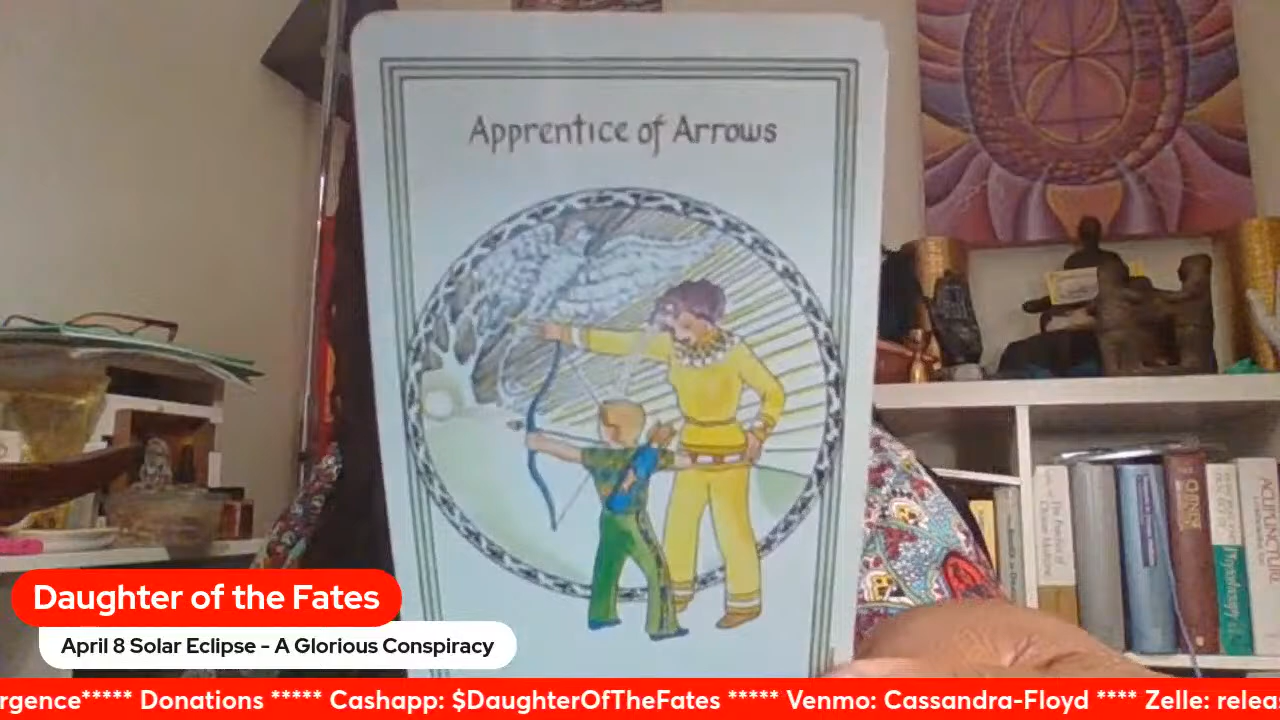 Apprentice of Arrows
ACUPUNCTURE
Daughter of the Fates
April 8 Solar Eclipse - A Glorious Conspiracy
rgence***** Donations ***** Cashapp: $DaughterOfTheFates ***** Venmo: Cassandra-Floyd **** Zelle: relea